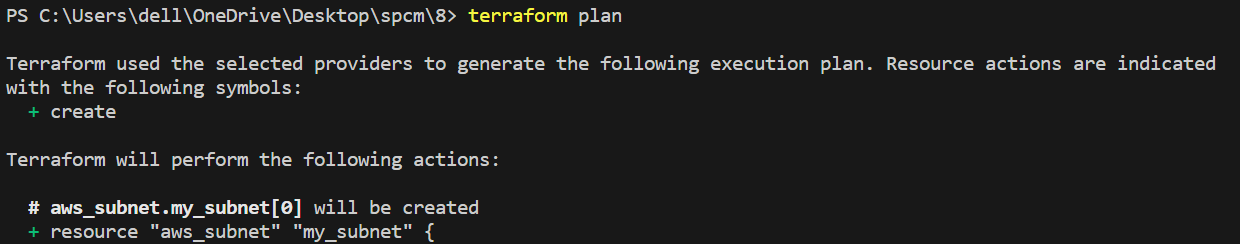 PS C:\Users\dell\OneDrive\Desktop\spcm\8> terraform plan
Terraform used the selected providers to generate the following execution plan. Resource actions are indicated
with the following symbols:
+ create
Terraform will perform the following actions:
# aws_subnet.my_subnet[0] will be created
+ resource "aws_subnet" "my_subnet" {